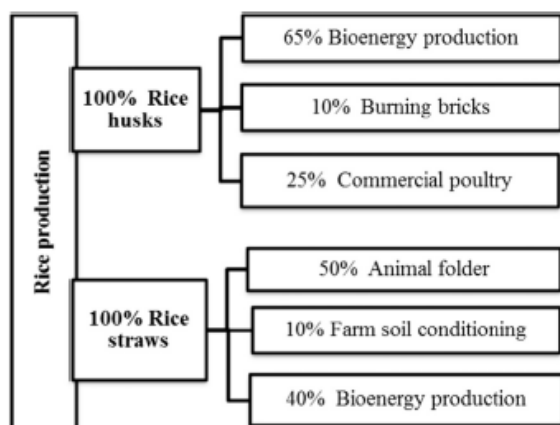 Rice production
100% Rice
husks
65% Bioenergy production
10% Burning bricks
25% Commercial poultry
100% Rice
straws
50% Animal folder
10% Farm soil conditioning
40% Bioenergy production